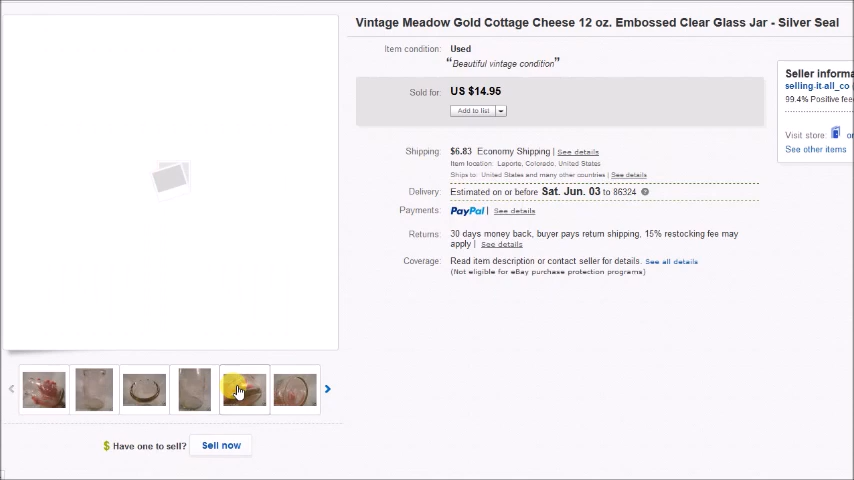 Vintage Meadow Gold Cottage Cheese 12 oz. Embossed Clear Glass Jar - Silver Seal
Item condition: Used
"Beautiful vintage condition"
Sold for: US $14.95
Add to list
Seller informa
selling-it-all_co (
99.4% Positive fee
Visit store: or
See other items
Shipping: $6.83 Economy Shipping | See details
Item location: Laporte, Colorado, United States
Ships to: United States and many other countries | See details
Delivery: Estimated on or before Sat. Jun. 03 to 86324 ?
Payments: PayPal | See details
Returns: 30 days money back, buyer pays return shipping, 15% restocking fee may
apply | See details
Coverage: Read item description or contact seller for details. See all details
(Not eligible for eBay purchase protection programs)
$ Have one to sell? Sell now